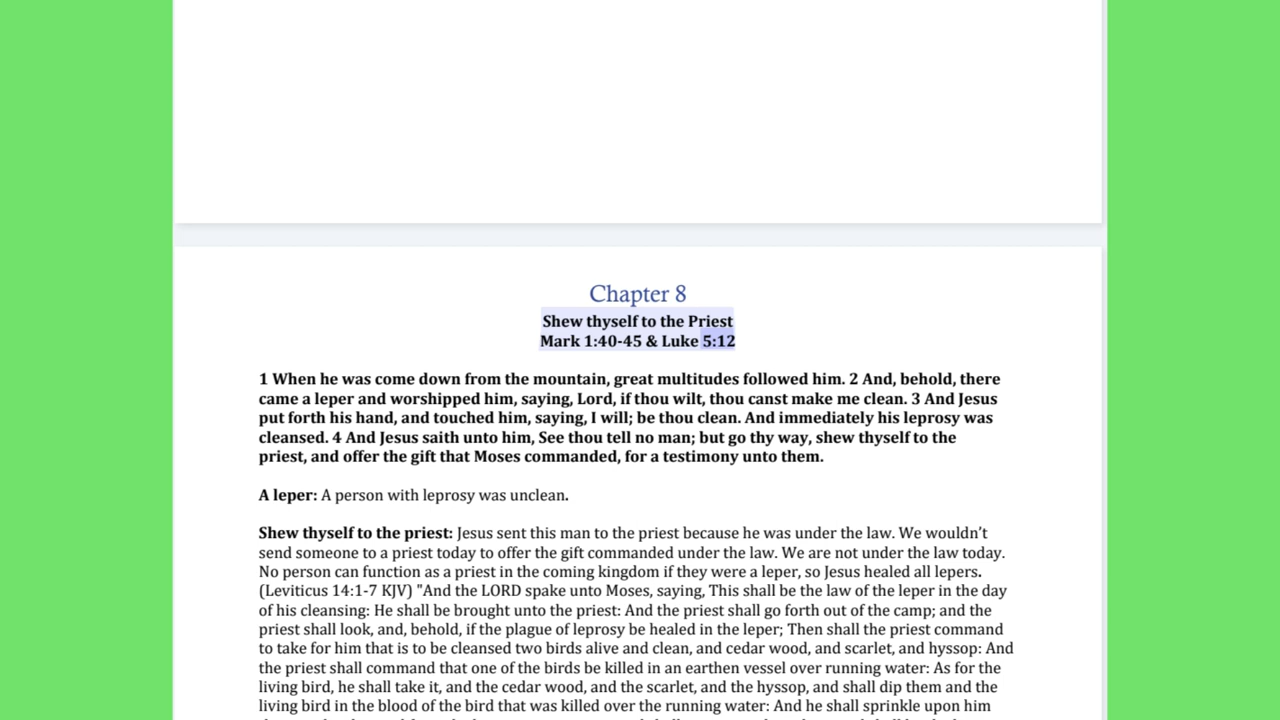 Chapter 8
Shew thyself to the Priest
Mark 1:40-45 & Luke 5:12
1 When he was come down from the mountain, great multitudes followed him. 2 And, behold, there
came a leper and worshipped him, saying, Lord, if thou wilt, thou canst make me clean. 3 And Jesus
put forth his hand, and touched him, saying, I will; be thou clean. And immediately his leprosy was
cleansed. 4 And Jesus saith unto him, See thou tell no man; but go thy way, shew thyself to the
priest, and offer the gift that Moses commanded, for a testimony unto them.
A leper: A person with leprosy was unclean.
Shew thyself to the priest: Jesus sent this man to the priest because he was under the law. We wouldn’t
send someone to a priest today to offer the gift commanded under the law. We are not under the law today.
No person can function as a priest in the coming kingdom if they were a leper, so Jesus healed all lepers.
(Leviticus 14:1-7 KJV) "And the LORD spake unto Moses, saying, This shall be the law of the leper in the day
of his cleansing: He shall be brought unto the priest: And the priest shall go forth out of the camp; and the
priest shall look, and, behold, if the plague of leprosy be healed in the leper; Then shall the priest command
to take for him that is to be cleansed two birds alive and clean, and cedar wood, and scarlet, and hyssop: And
the priest shall command that one of the birds be killed in an earthen vessel over running water: As for the
living bird, he shall take it, and the cedar wood, and the scarlet, and the hyssop, and shall dip them and the
living bird in the blood of the bird that was killed over the running water: And he shall sprinkle upon him